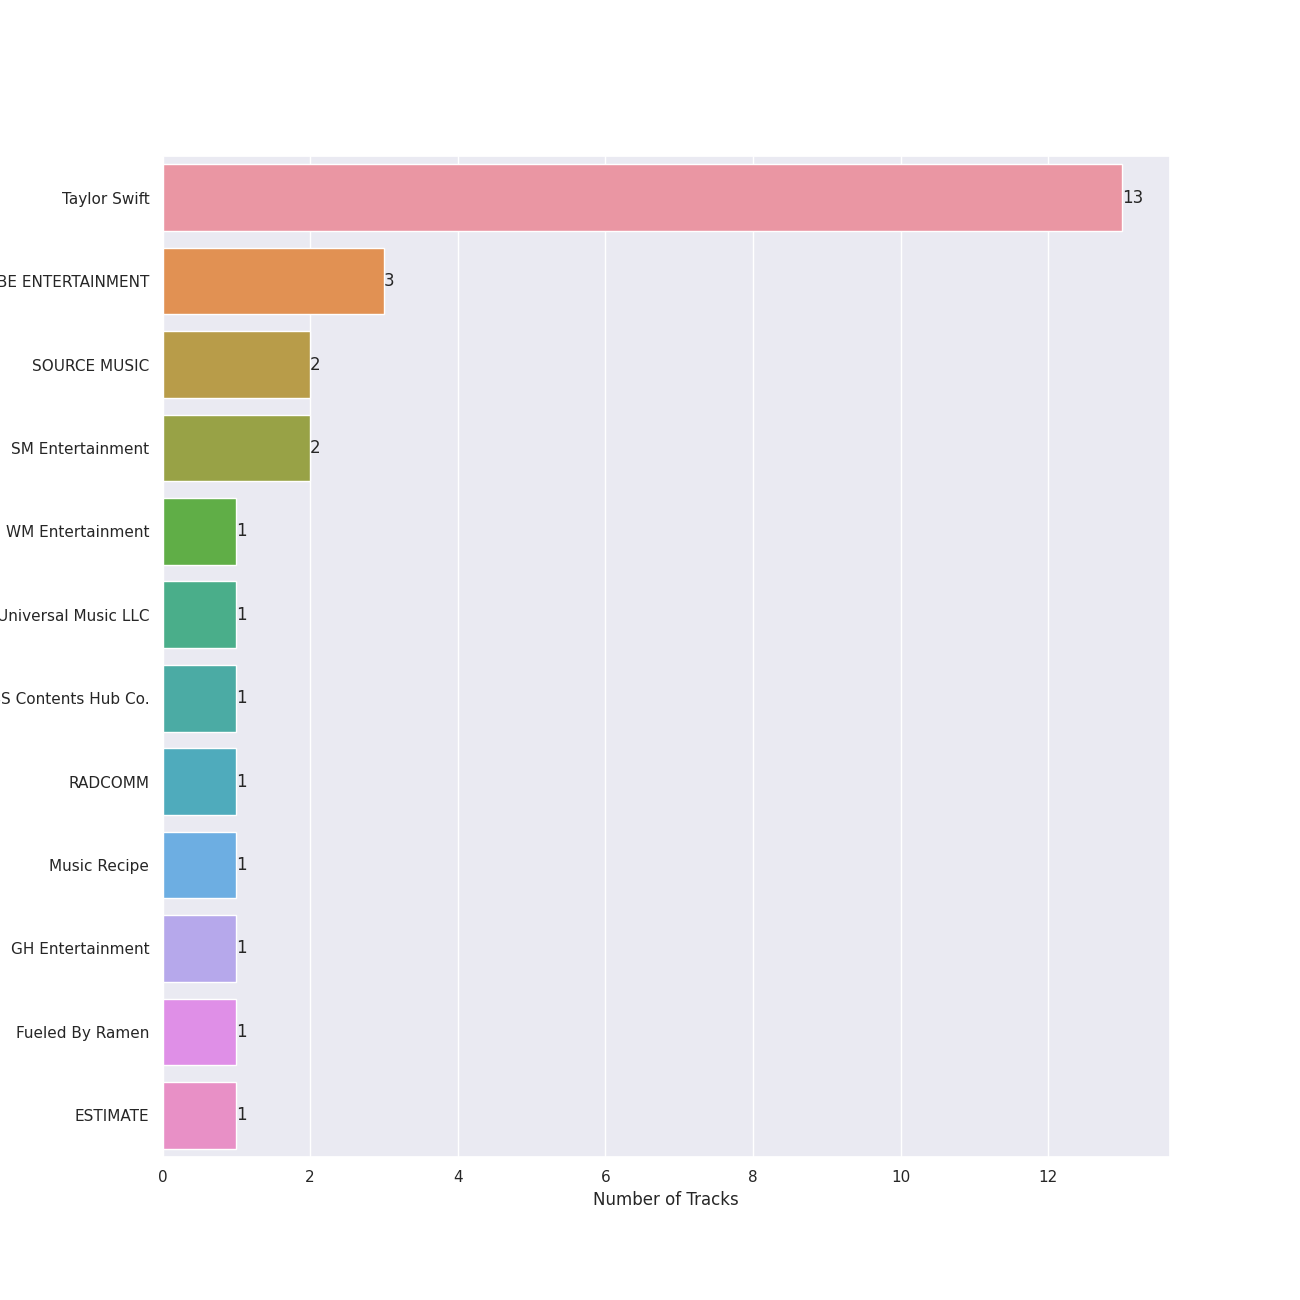 Taylor Swift
13
BE ENTERTAINMENT
3
SOURCE MUSIC
2
SM Entertainment
2
WM Entertainment
1
Universal Music LLC
1
S Contents Hub Co.
1
RADCOMM
1
Music Recipe
1
GH Entertainment
1
Fueled By Ramen
1
ESTIMATE
1
0 2 4 6 8 10 12
Number of Tracks